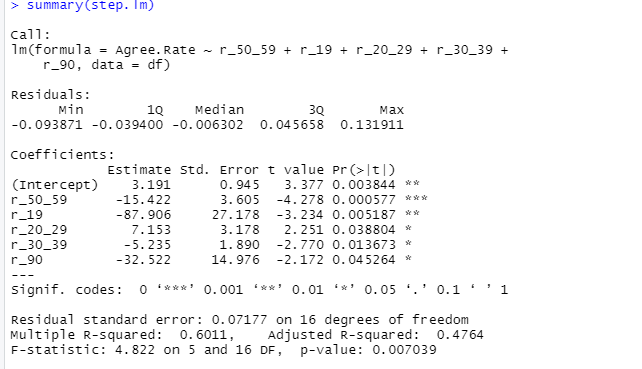 > summary(step.lm)
Call:
lm(formula = Agree.Rate ~ r_50_59 + r_19 + r_20_29 + r_30_39 +
    r_90, data = df)
Residuals:
      Min        1Q    Median        3Q       Max
-0.093871 -0.039400 -0.006302  0.045658  0.131911
Coefficients:
            Estimate Std. Error t value Pr(>|t|)
(Intercept)    3.191      0.945   3.377 0.003844 **
r_50_59      -15.422      3.605  -4.278 0.000577 ***
r_19         -87.906     27.178  -3.234 0.005187 **
r_20_29        7.153      3.178   2.251 0.038804 *
r_30_39       -5.235      1.890  -2.770 0.013673 *
r_90         -32.522     14.976  -2.172 0.045264 *
---
Signif. codes:  0 ‘***’ 0.001 ‘**’ 0.01 ‘*’ 0.05 ‘.’ 0.1 ‘ ’ 1
Residual standard error: 0.07177 on 16 degrees of freedom
Multiple R-squared:  0.6011,    Adjusted R-squared:  0.4764
F-statistic: 4.822 on 5 and 16 DF,  p-value: 0.007039